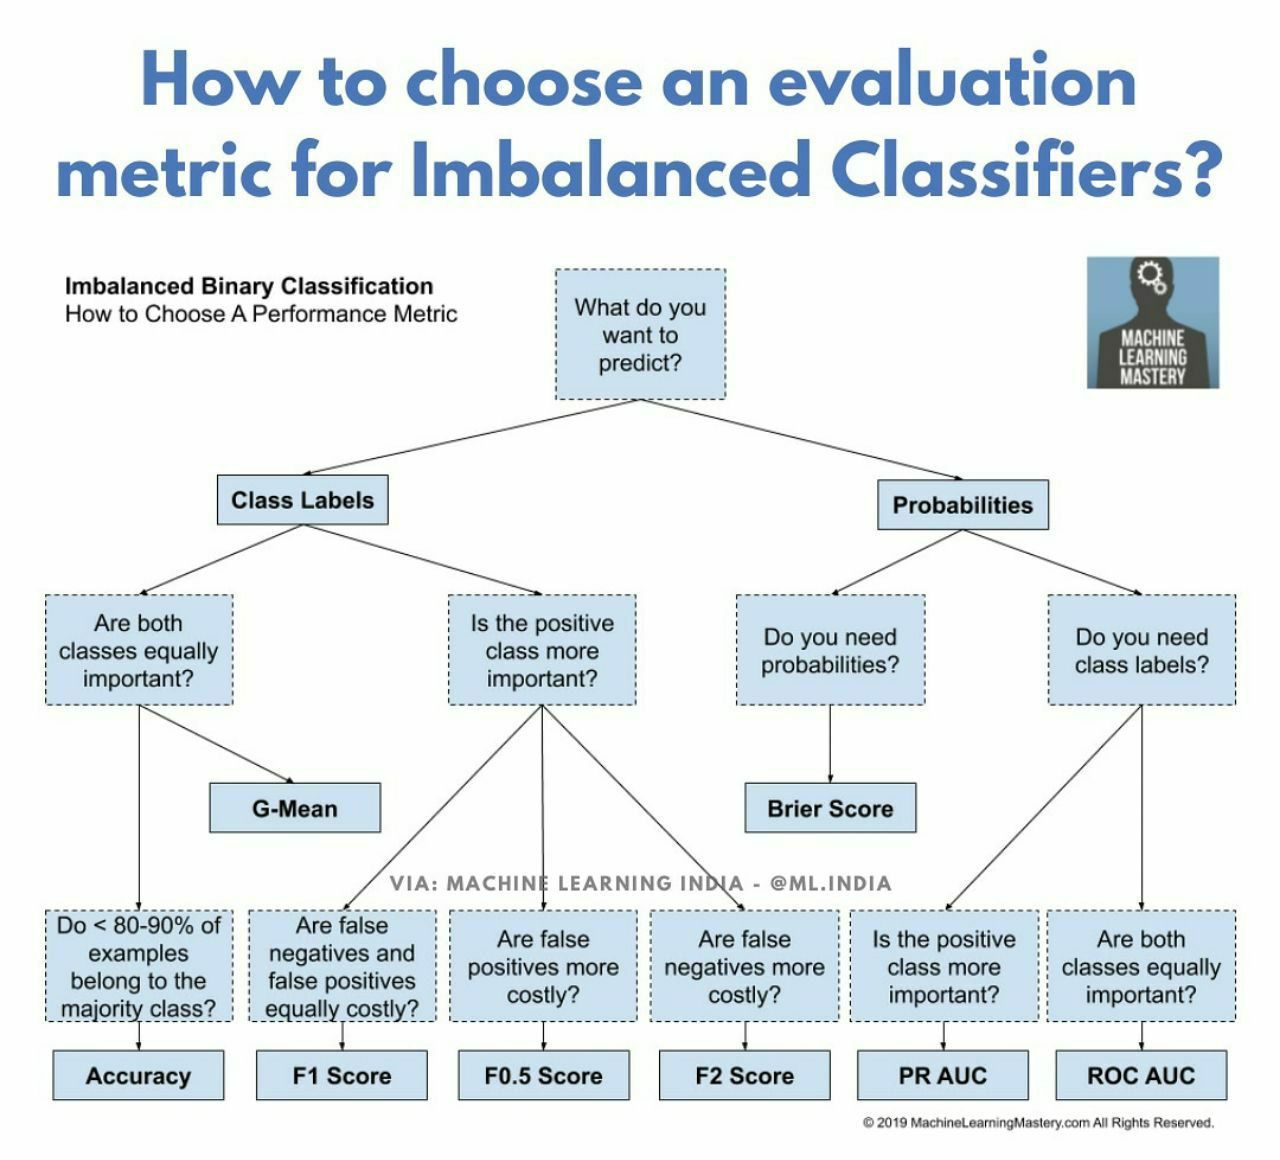 How to choose an evaluation
metric for Imbalanced Classifiers?
Imbalanced Binary Classification
How to Choose A Performance Metric
What do you
want to
predict?
MACHINE
LEARNING
MASTERY
Class Labels
Probabilities
Are both
classes equally
important?
Is the positive
class more
important?
Do you need
probabilities?
Do you need
class labels?
G-Mean
Brier Score
VIA: MACHINE LEARNING INDIA - @ML.INDIA
Do < 80-90% of
examples
belong to the
majority class?
Are false
negatives and
false positives
equally costly?
Are false
positives more
costly?
Are false
negatives more
costly?
Is the positive
class more
important?
Are both
classes equally
important?
Accuracy
F1 Score
F0.5 Score
F2 Score
PR AUC
ROC AUC
© 2019 MachineLearningMastery.com All Rights Reserved.